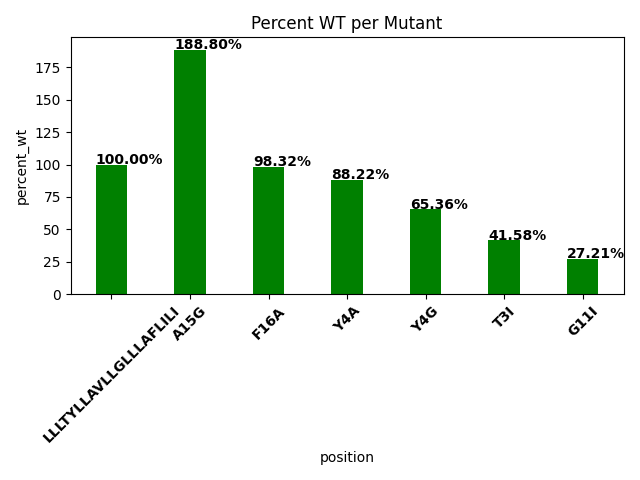 Percent WT per Mutant
percent_wt
175
150
125
100
75
50
25
0
100.00%
188.80%
98.32%
88.22%
65.36%
41.58%
27.21%
LLLTYLLAVLLGLLLAFLILI
A15G
F16A
Y4A
Y4G
T3I
G11I
position